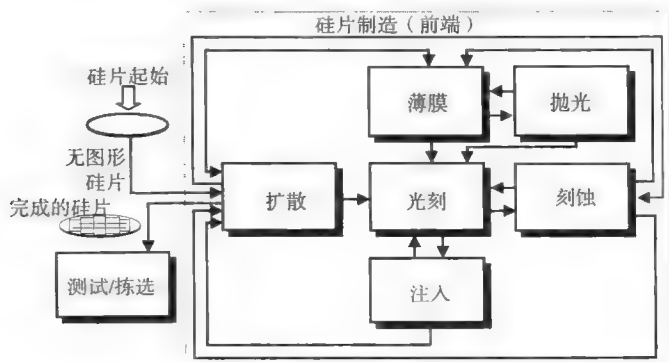 硅片制造(前端)
硅片起始
薄膜
抛光
无图形
硅片
扩散
光刻
刻蚀
完成的硅片
测试/拣选
注入